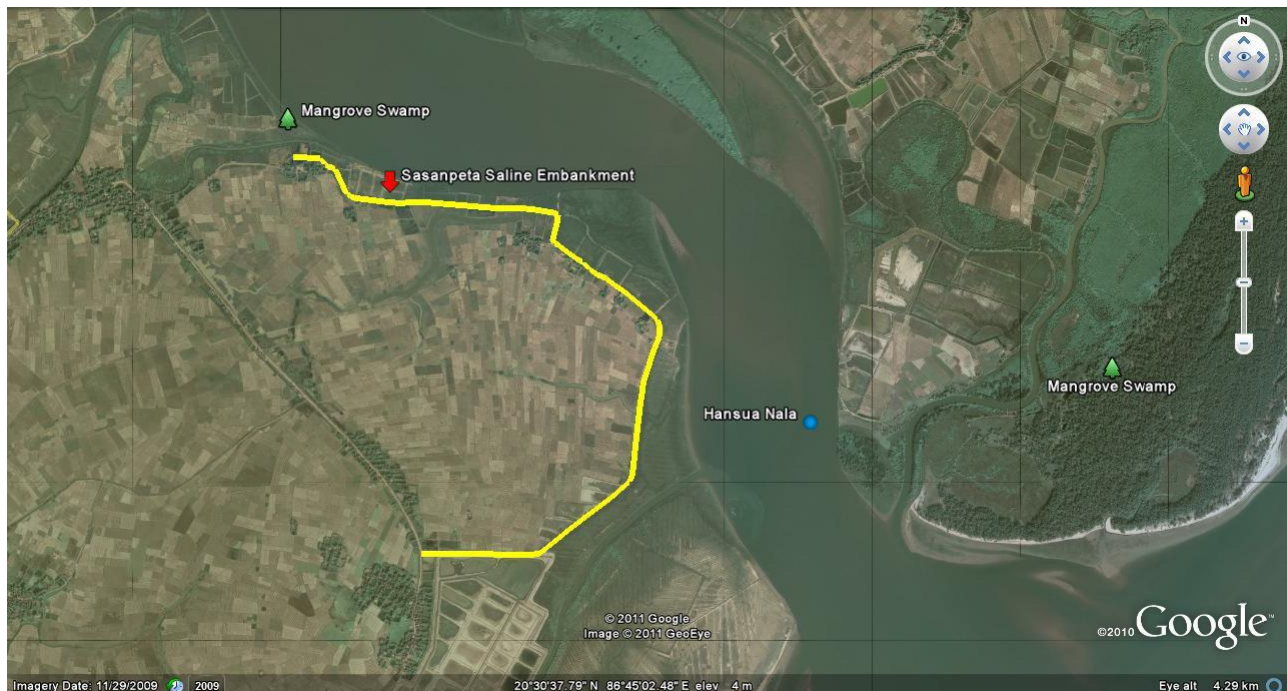 N
Mangrove Swamp
Sasanpeta Saline Embankment
Mangrove Swamp
Hansua Nala
© 2011 Google
Image © 2011 GeoEye
©2010 Google™
Imagery Date: 11/29/2009 2009 20°30'37.79" N 86°45'02.48" E elev 4 m Eye alt 4.29 km